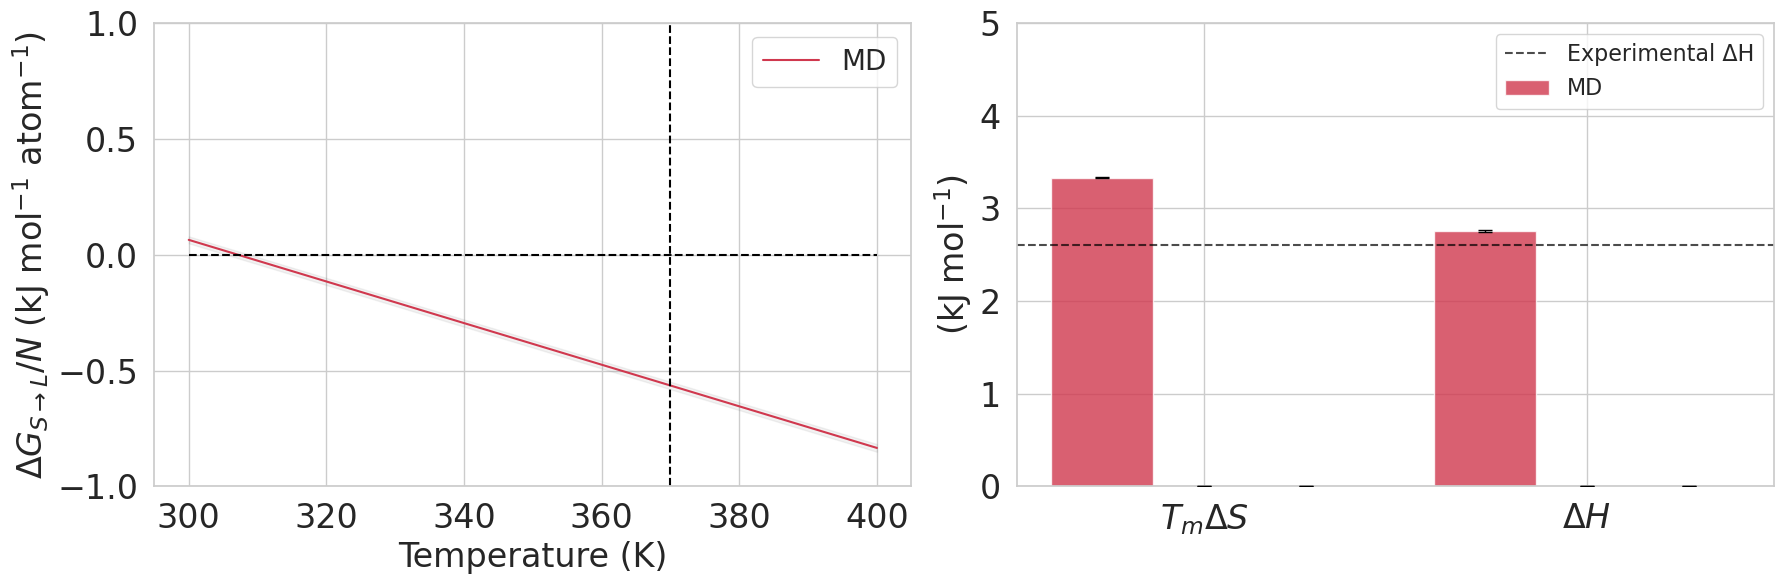 ΔG_{S→L}/N (kJ mol⁻¹ atom⁻¹)
1.0
0.5
0.0
−0.5
−1.0
MD
300 320 340 360 380 400
Temperature (K)
(kJ mol⁻¹)
5
4
3
2
1
0
Experimental ΔH
MD
T_mΔS ΔH